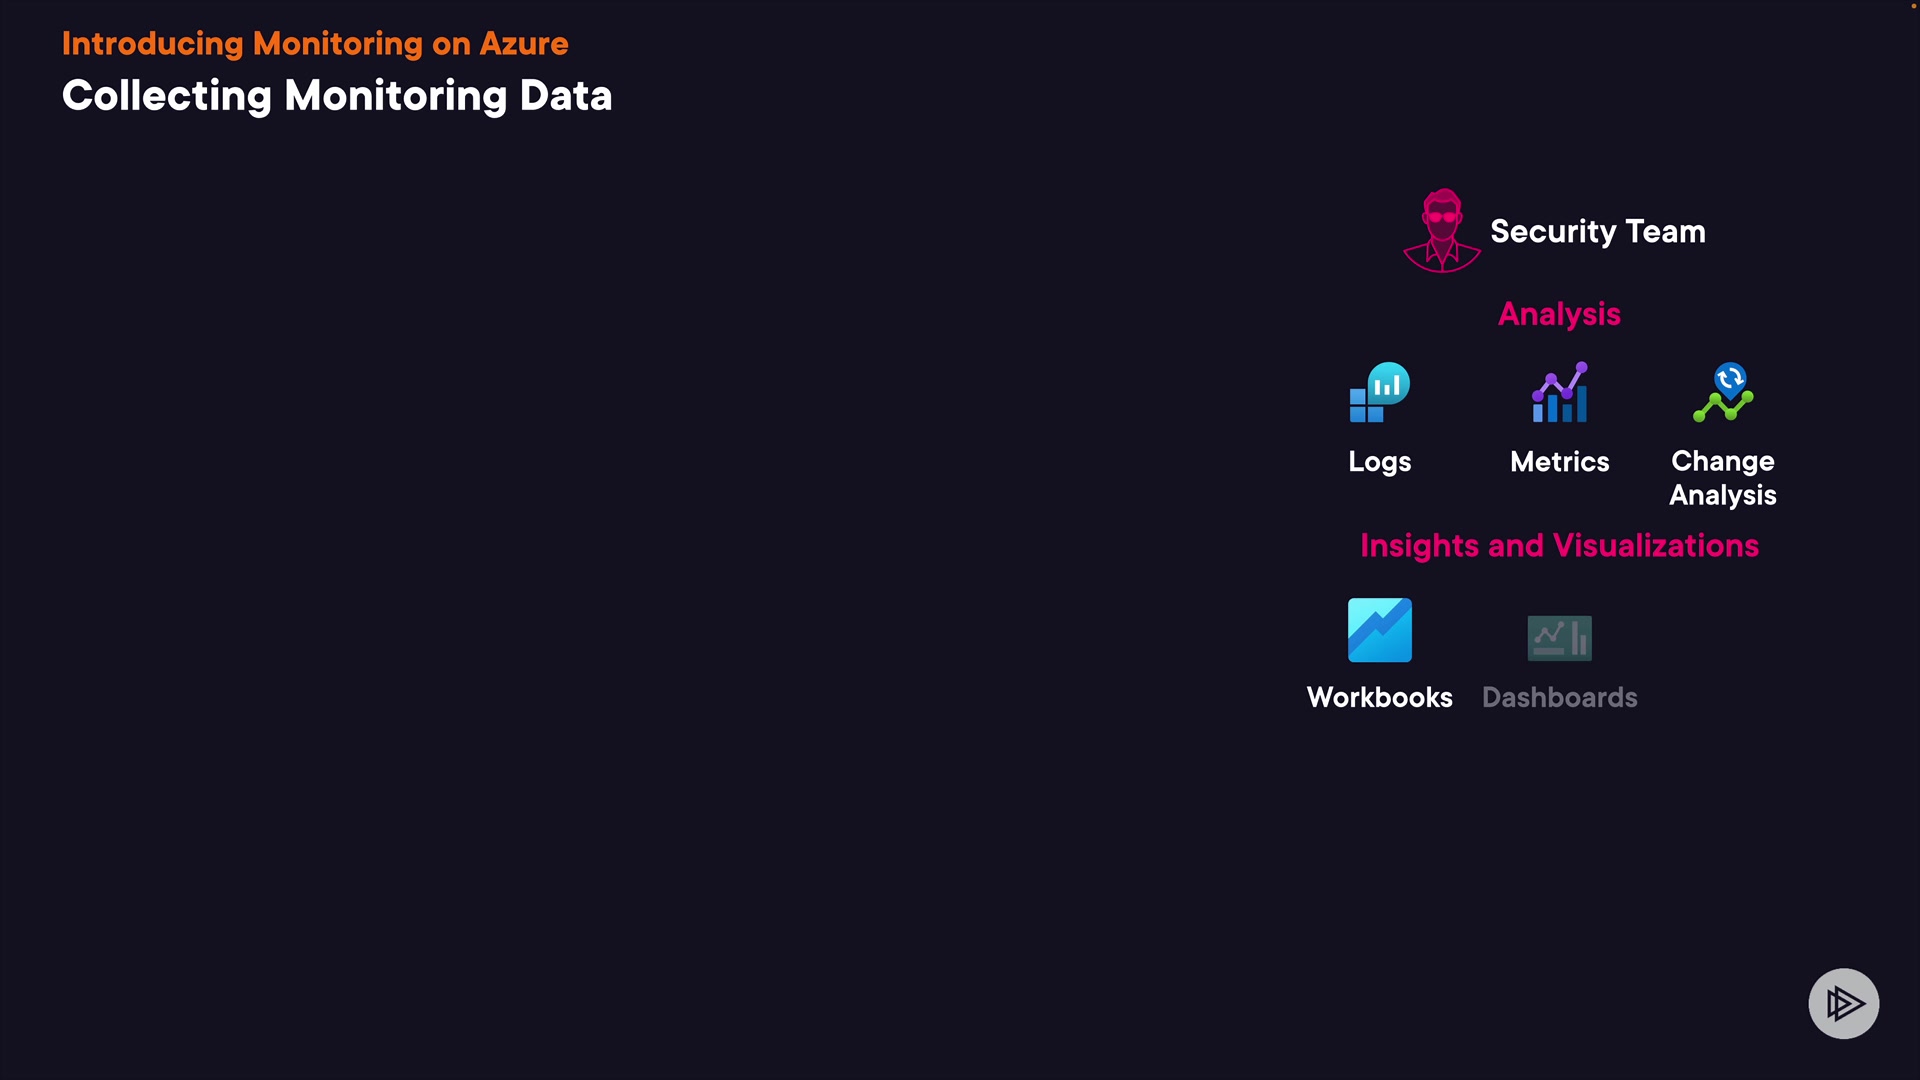 Introducing Monitoring on Azure
Collecting Monitoring Data
Security Team
Analysis
Logs
Metrics
Change
Analysis
Insights and Visualizations
Workbooks
Dashboards